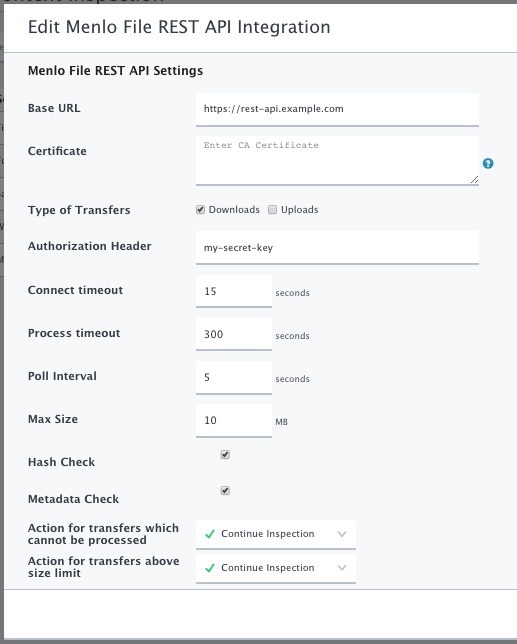 Edit Menlo File REST API Integration
Menlo File REST API Settings
Base URL
https://rest-api.example.com
Certificate
Enter CA Certificate
?
Type of Transfers
Downloads Uploads
Authorization Header
my-secret-key
Connect timeout
15 seconds
Process timeout
300 seconds
Poll Interval
5 seconds
Max Size
10 MB
Hash Check
Metadata Check
Action for transfers which
cannot be processed
Continue Inspection
Action for transfers above
size limit
Continue Inspection